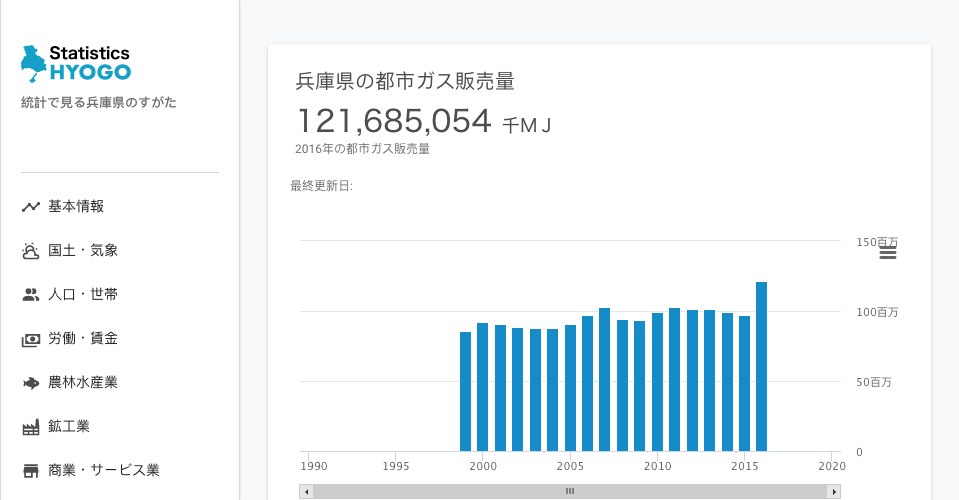 Statistics
HYOGO
統計で見る兵庫県のすがた
基本情報
国土・気象
人口・世帯
労働・賃金
農林水産業
鉱工業
商業・サービス業
兵庫県の都市ガス販売量
121,685,054 千ＭＪ
2016年の都市ガス販売量
最終更新日:
150百万
100百万
50百万
0
1990 1995 2000 2005 2010 2015 2020